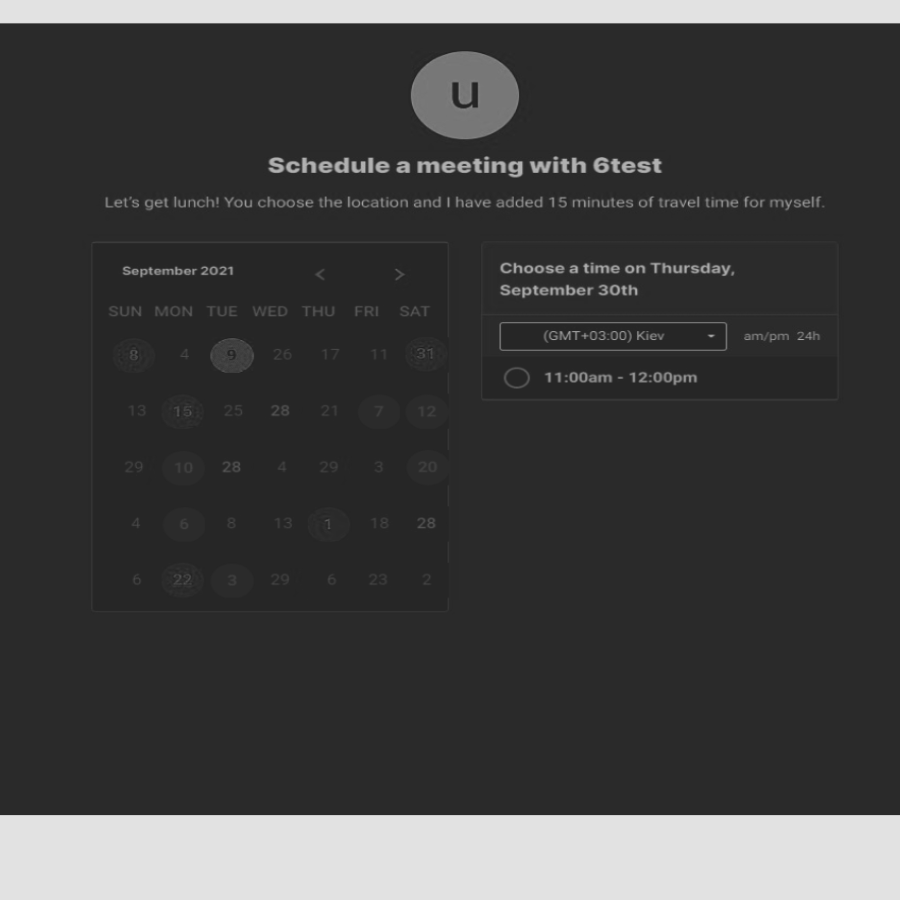 u
Schedule a meeting with 6test
Let's get lunch! You choose the location and I have added 15 minutes of travel time for myself.
September 2021 < >
SUN MON TUE WED THU FRI SAT
8 4 9 26 17 11 31
13 15 25 28 21 7 12
29 10 28 4 29 3 20
4 6 8 13 1 18 28
6 22 3 29 6 23 2
Choose a time on Thursday,
September 30th
(GMT+03:00) Kiev am/pm 24h
11:00am - 12:00pm